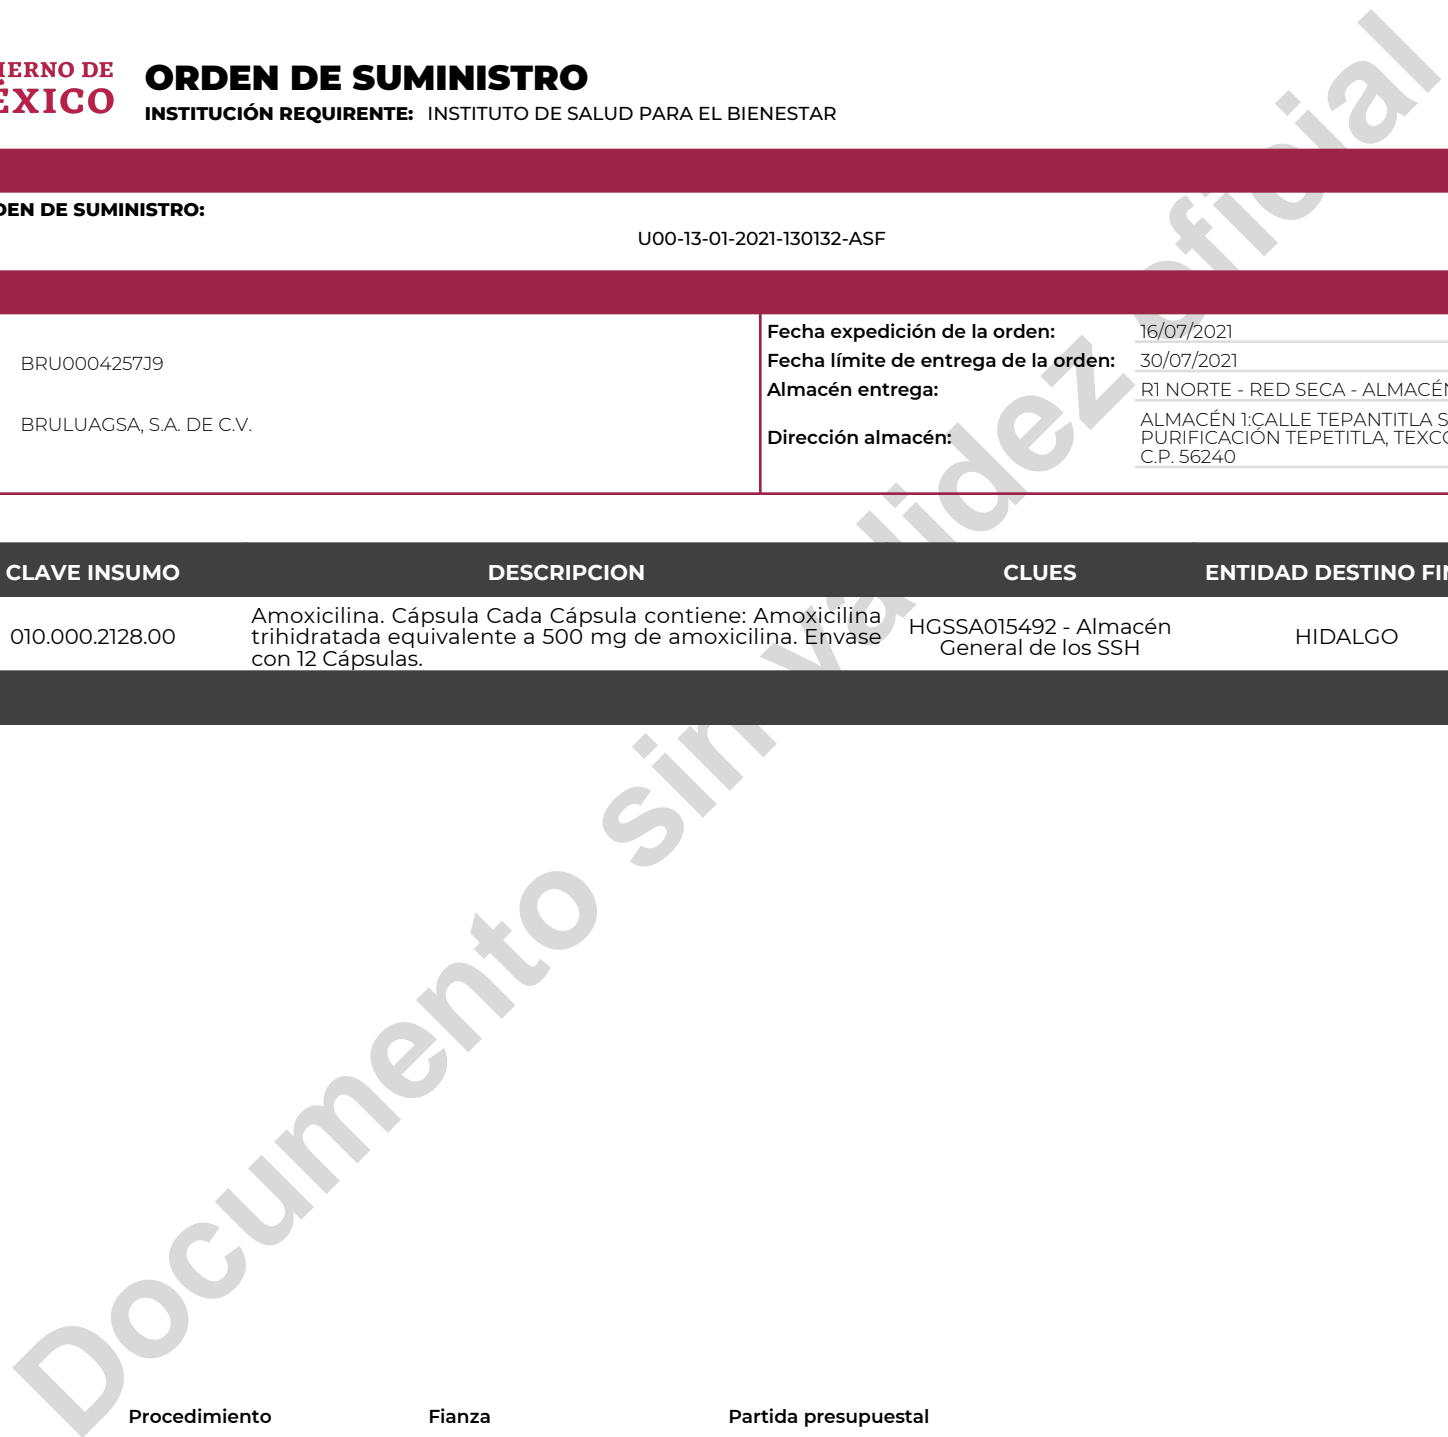 IERNO DE
ÉXICO
ORDEN DE SUMINISTRO
INSTITUCIÓN REQUIRENTE: INSTITUTO DE SALUD PARA EL BIENESTAR
DEN DE SUMINISTRO:
U00-13-01-2021-130132-ASF
BRU0004257J9
BRULUAGSA, S.A. DE C.V.
Fecha expedición de la orden: 16/07/2021
Fecha límite de entrega de la orden: 30/07/2021
Almacén entrega: R1 NORTE - RED SECA - ALMACÉN
Dirección almacén:
ALMACÉN 1:CALLE TEPANTITLA S
PURIFICACIÓN TEPETITLA, TEXCO
C.P. 56240
CLAVE INSUMO DESCRIPCION CLUES ENTIDAD DESTINO FIN
010.000.2128.00
Amoxicilina. Cápsula Cada Cápsula contiene: Amoxicilina
trihidratada equivalente a 500 mg de amoxicilina. Envase
con 12 Cápsulas.
HGSSA015492 - Almacén
General de los SSH
HIDALGO
Documento sin validez oficial
Procedimiento Fianza Partida presupuestal